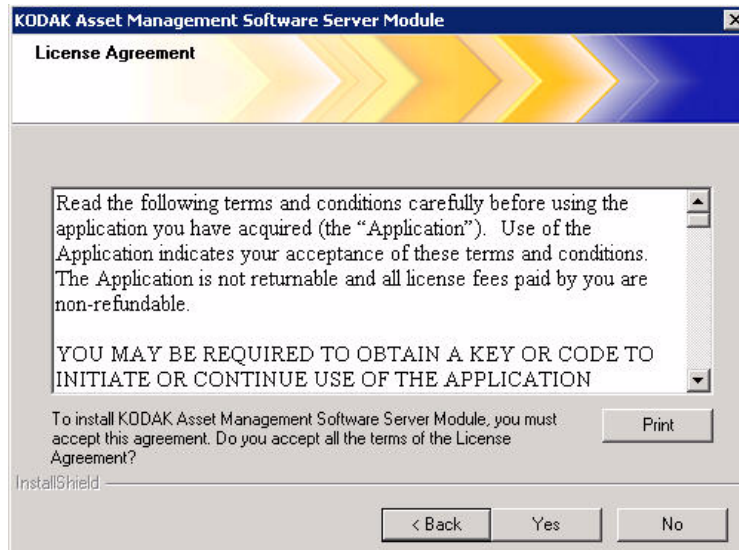 KODAK Asset Management Software Server Module
License Agreement
Read the following terms and conditions carefully before using the
application you have acquired (the “Application”).  Use of the
Application indicates your acceptance of these terms and conditions.
The Application is not returnable and all license fees paid by you are
non-refundable.
YOU MAY BE REQUIRED TO OBTAIN A KEY OR CODE TO
INITIATE OR CONTINUE USE OF THE APPLICATION
To install KODAK Asset Management Software Server Module, you must
accept this agreement. Do you accept all the terms of the License
Agreement?
Print
InstallShield
< Back
Yes
No